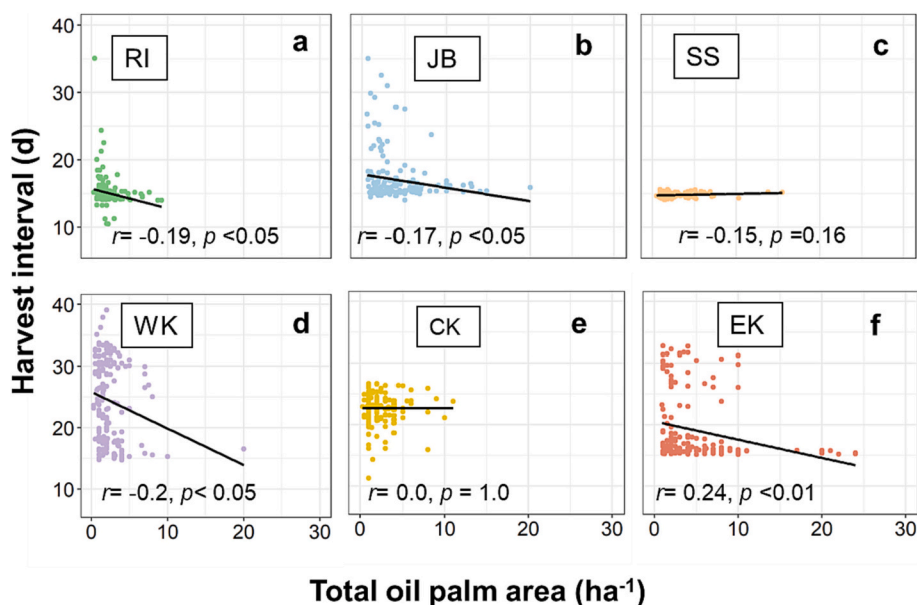 Harvest interval (d)
40
30
20
10
RI
a
r= -0.19, p <0.05
JB
b
r= -0.17, p <0.05
SS
c
r= -0.15, p =0.16
40
30
20
10
WK
d
r= -0.2, p< 0.05
CK
e
r= 0.0, p = 1.0
EK
f
r= 0.24, p <0.01
0 10 20 30
0 10 20 30
0 10 20 30
Total oil palm area (ha⁻¹)